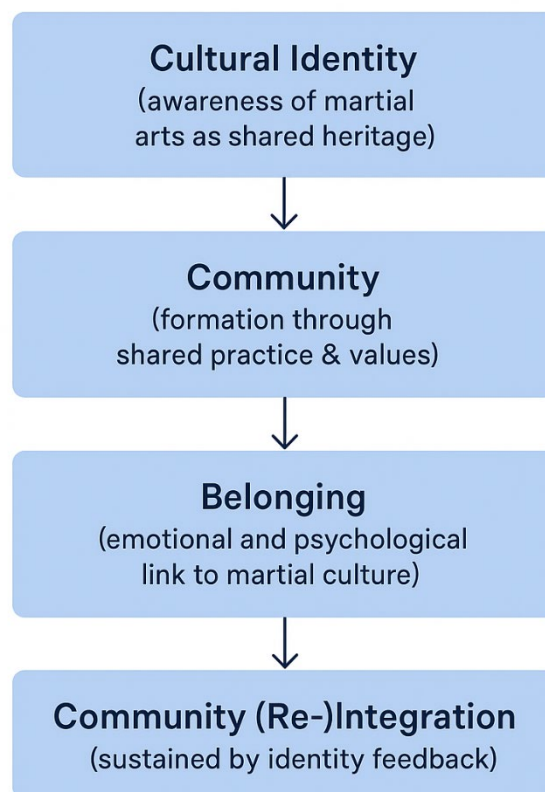 Cultural Identity
(awareness of martial
arts as shared heritage)
Community
(formation through
shared practice & values)
Belonging
(emotional and psychological
link to martial culture)
Community (Re-)Integration
(sustained by identity feedback)